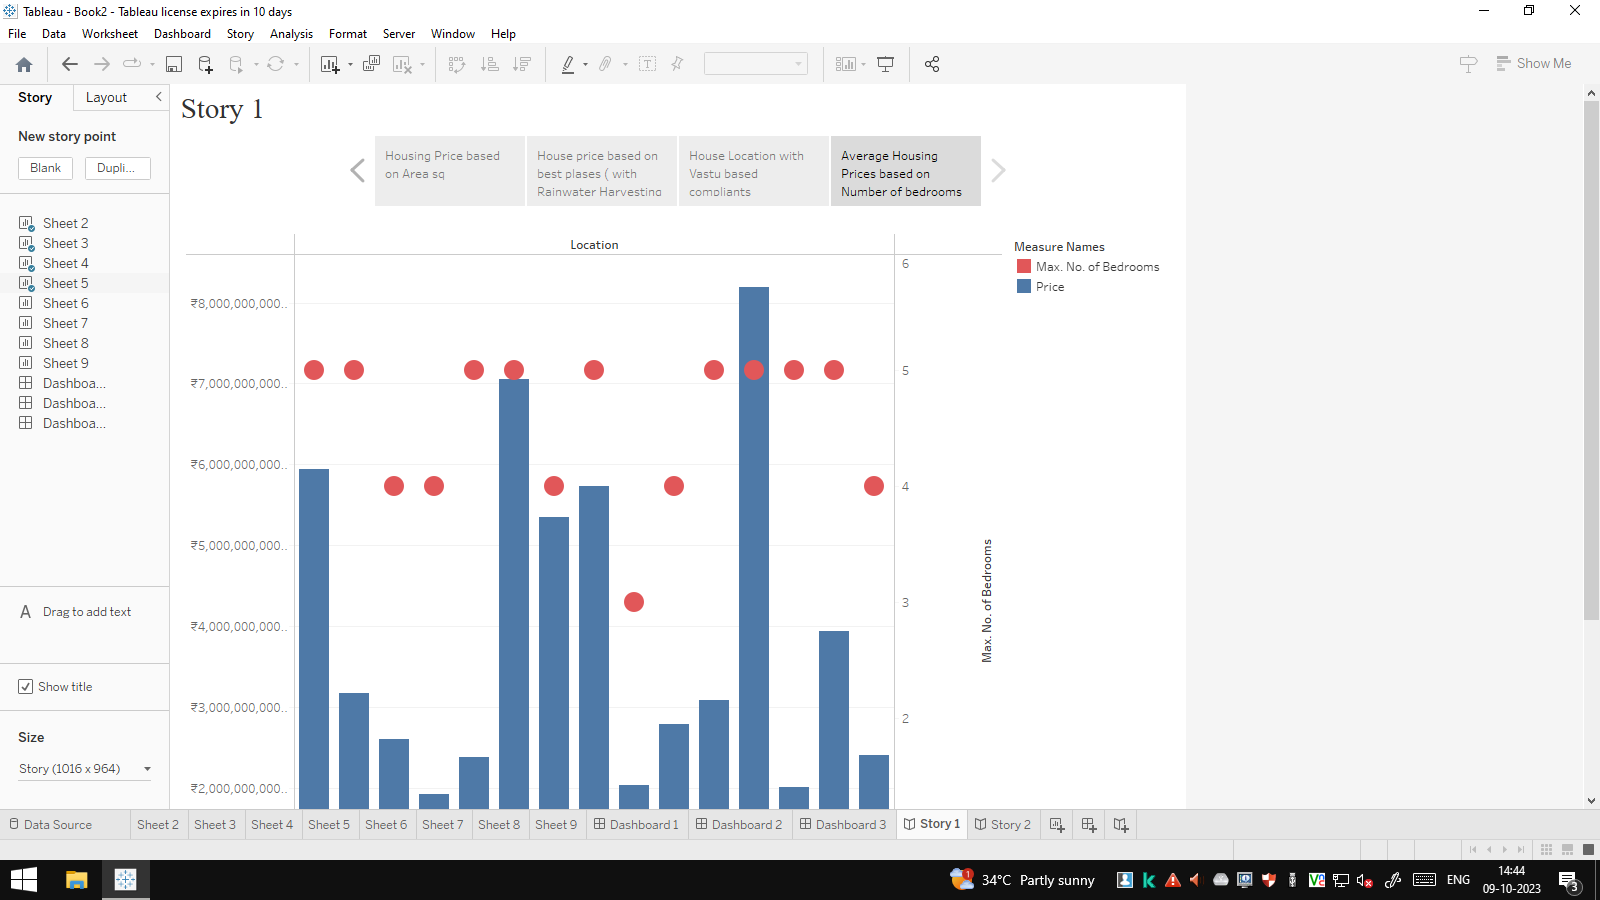 Tableau - Book2 - Tableau license expires in 10 days
File Data Worksheet Dashboard Story Analysis Format Server Window Help
Show Me
Story Layout
New story point
Blank Dupli...
Sheet 2
Sheet 3
Sheet 4
Sheet 5
Sheet 6
Sheet 7
Sheet 8
Sheet 9
Dashboa...
Dashboa...
Dashboa...
A Drag to add text
Show title
Size
Story (1016 x 964)
Story 1
Housing Price based
on Area sq
House price based on
best plases ( with
Rainwater Harvesting
House Location with
Vastu based
compliants
Average Housing
Prices based on
Number of bedrooms
Location
₹8,000,000,000..
₹7,000,000,000..
₹6,000,000,000..
₹5,000,000,000..
₹4,000,000,000..
₹3,000,000,000..
₹2,000,000,000..
6
5
4
3
2
Max. No. of Bedrooms
Measure Names
Max. No. of Bedrooms
Price
Data Source Sheet 2 Sheet 3 Sheet 4 Sheet 5 Sheet 6 Sheet 7 Sheet 8 Sheet 9 Dashboard 1 Dashboard 2 Dashboard 3 Story 1 Story 2
1 34°C Partly sunny ENG 14:44
09-10-2023
3